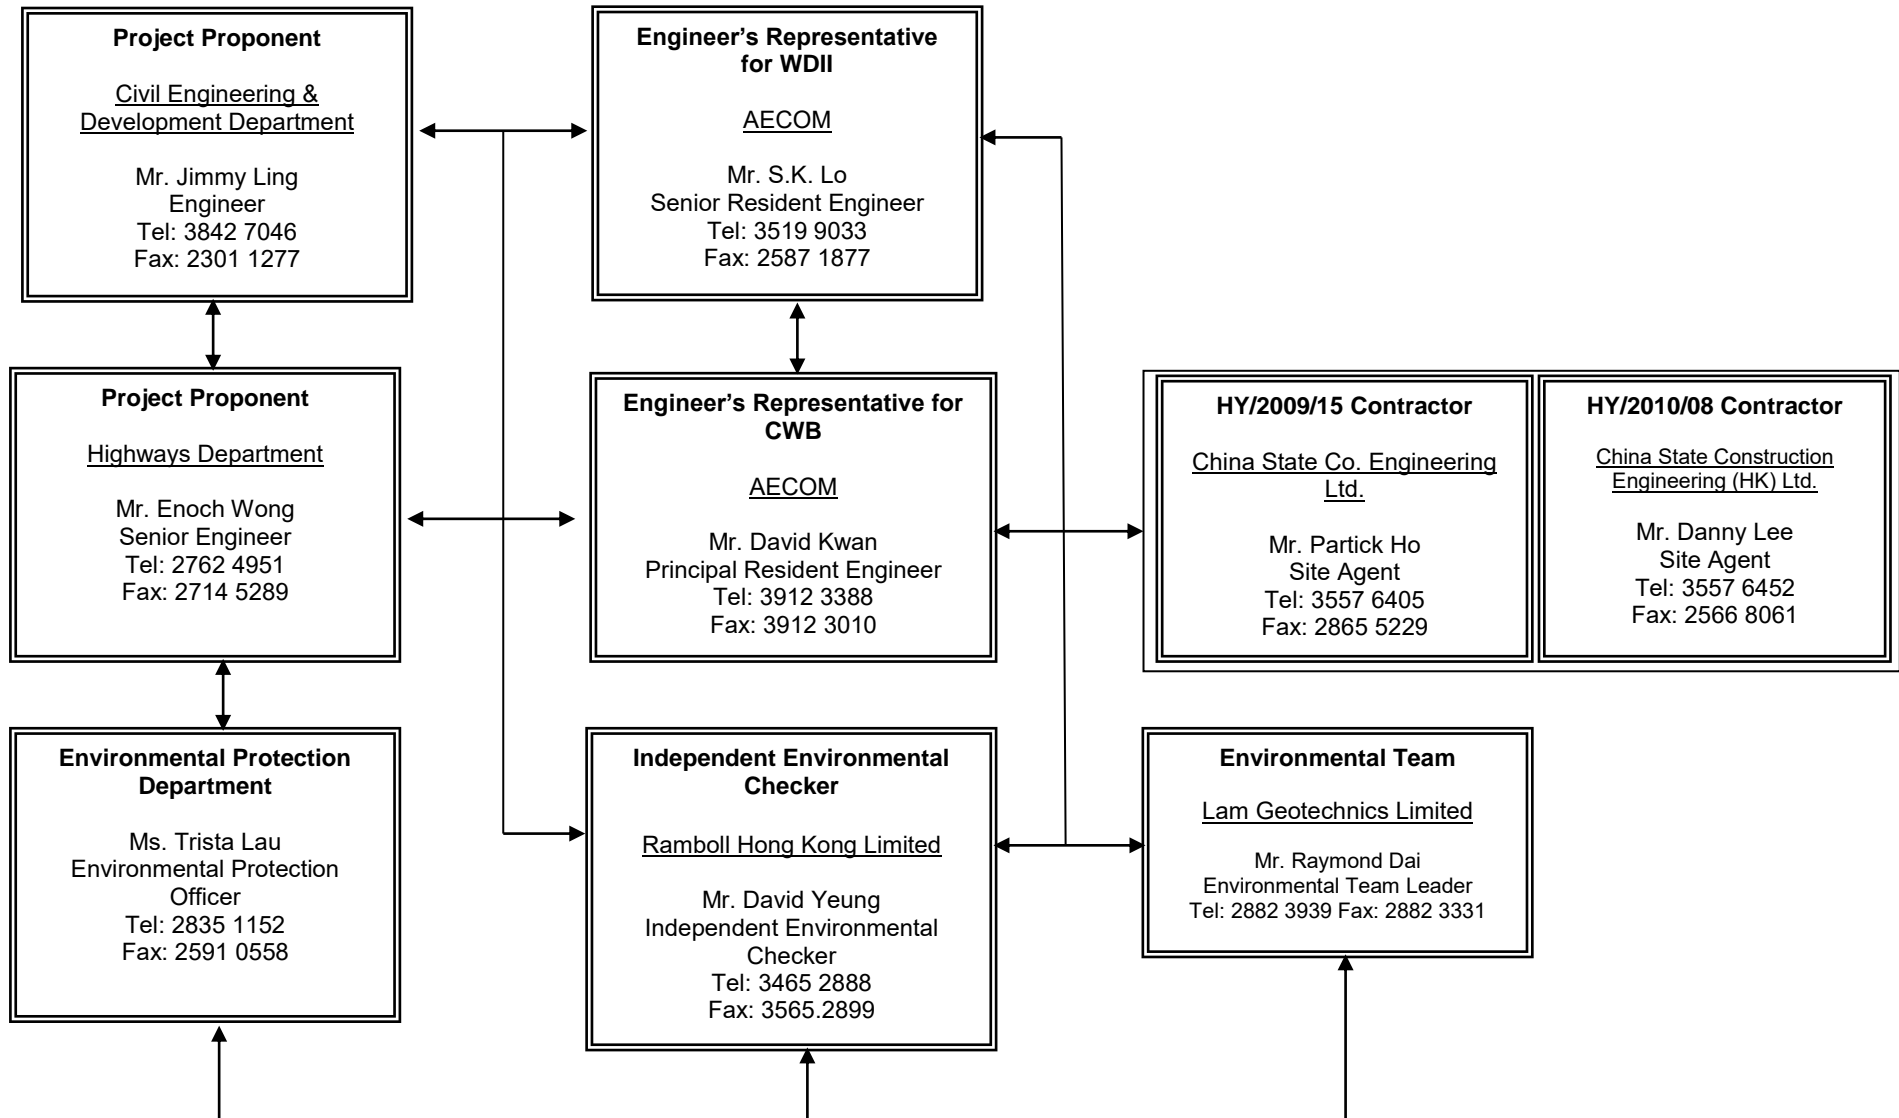 Project Proponent
Civil Engineering &
Development Department
Mr. Jimmy Ling
Engineer
Tel: 3842 7046
Fax: 2301 1277
Engineer’s Representative
for WDII
AECOM
Mr. S.K. Lo
Senior Resident Engineer
Tel: 3519 9033
Fax: 2587 1877
Project Proponent
Highways Department
Mr. Enoch Wong
Senior Engineer
Tel: 2762 4951
Fax: 2714 5289
Engineer’s Representative for
CWB
AECOM
Mr. David Kwan
Principal Resident Engineer
Tel: 3912 3388
Fax: 3912 3010
HY/2009/15 Contractor
China State Co. Engineering
Ltd.
Mr. Partick Ho
Site Agent
Tel: 3557 6405
Fax: 2865 5229
HY/2010/08 Contractor
China State Construction
Engineering (HK) Ltd.
Mr. Danny Lee
Site Agent
Tel: 3557 6452
Fax: 2566 8061
Environmental Protection
Department
Ms. Trista Lau
Environmental Protection
Officer
Tel: 2835 1152
Fax: 2591 0558
Independent Environmental
Checker
Ramboll Hong Kong Limited
Mr. David Yeung
Independent Environmental
Checker
Tel: 3465 2888
Fax: 3565.2899
Environmental Team
Lam Geotechnics Limited
Mr. Raymond Dai
Environmental Team Leader
Tel: 2882 3939 Fax: 2882 3331